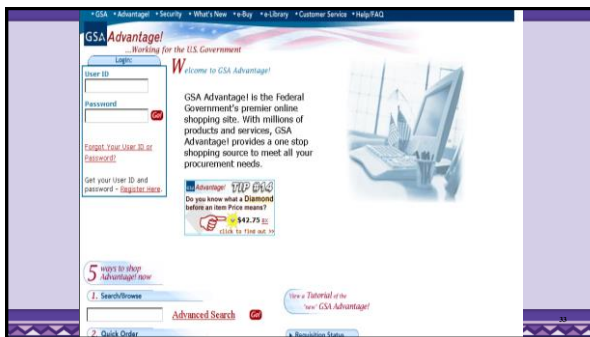 •GSA •Advantage! •Security •What's New •e-Buy •e-Library •Customer Service •Help/FAQ
GSA Advantage!
...Working for the U.S. Government
Login:
User ID
Password
Go!
Forgot Your User ID or
Password?
Get your User ID and
password - Register Here.
Welcome to GSA Advantage!
GSA Advantage! is the Federal
Government's premier online
shopping site. With millions of
products and services, GSA
Advantage! provides a one stop
shopping source to meet all your
procurement needs.
GSA Advantage! TIP #14
Do you know what a Diamond
before an item Price means?
$42.75 EA
click to find out >>
5 ways to shop
Advantage! now
1. Search/Browse
Advanced Search Go!
2. Quick Order
View a Tutorial of the
"new" GSA Advantage!
Requisition Status
33